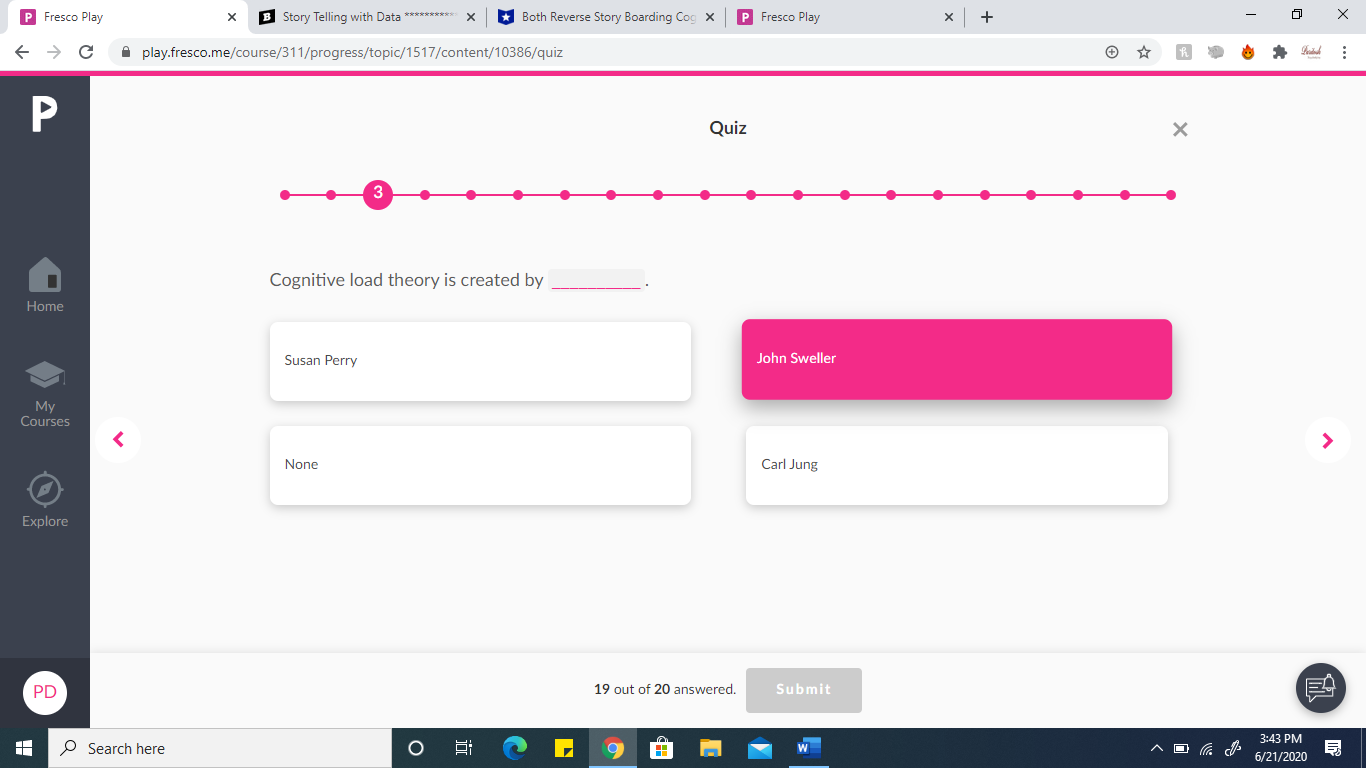 Fresco Play
Story Telling with Data
Both Reverse Story Boarding Cog
Fresco Play
play.fresco.me/course/311/progress/topic/1517/content/10386/quiz
Quiz
3
Cognitive load theory is created by __________ .
Susan Perry
John Sweller
None
Carl Jung
Home
My
Courses
Explore
PD
19 out of 20 answered.
Submit
Search here
3:43 PM
6/21/2020